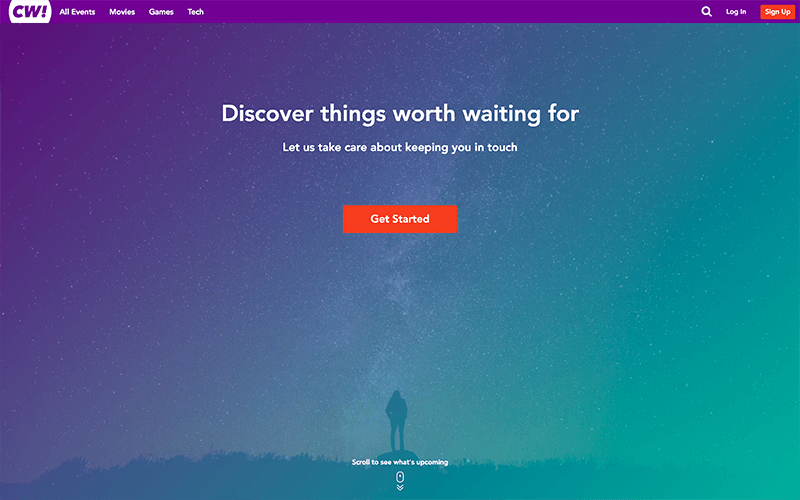 CW!
All Events
Movies
Games
Tech
Log In
Sign Up
Discover things worth waiting for
Let us take care about keeping you in touch
Get Started
Scroll to see what's upcoming